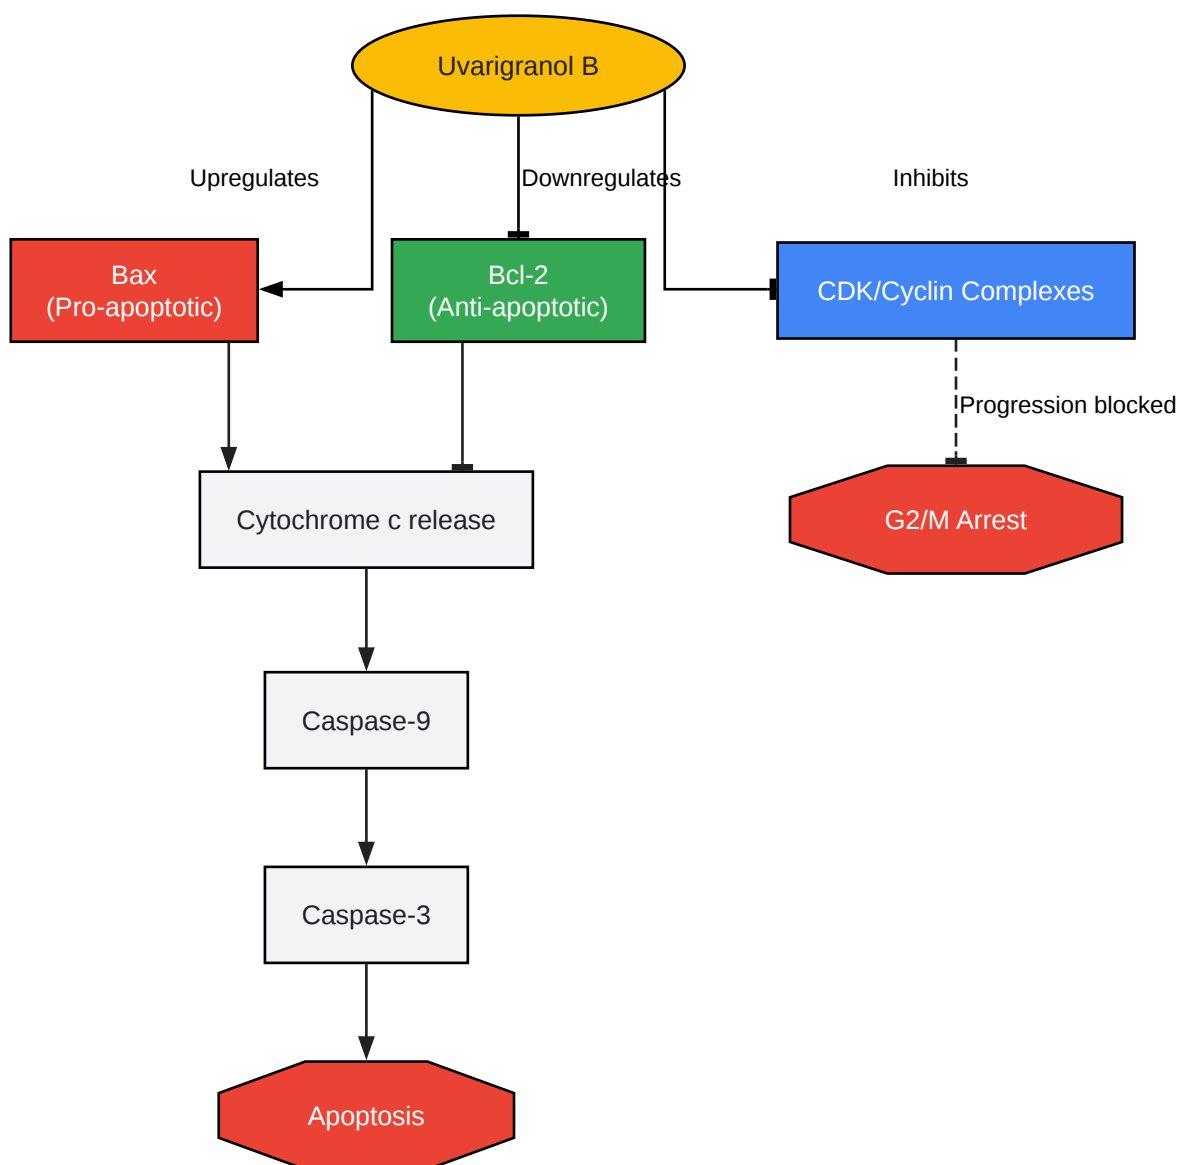 Uvarigranol B
Upregulates
Downregulates
Inhibits
Bax
(Pro-apoptotic)
Bcl-2
(Anti-apoptotic)
CDK/Cyclin Complexes
Progression blocked
Cytochrome c release
G2/M Arrest
Caspase-9
Caspase-3
Apoptosis